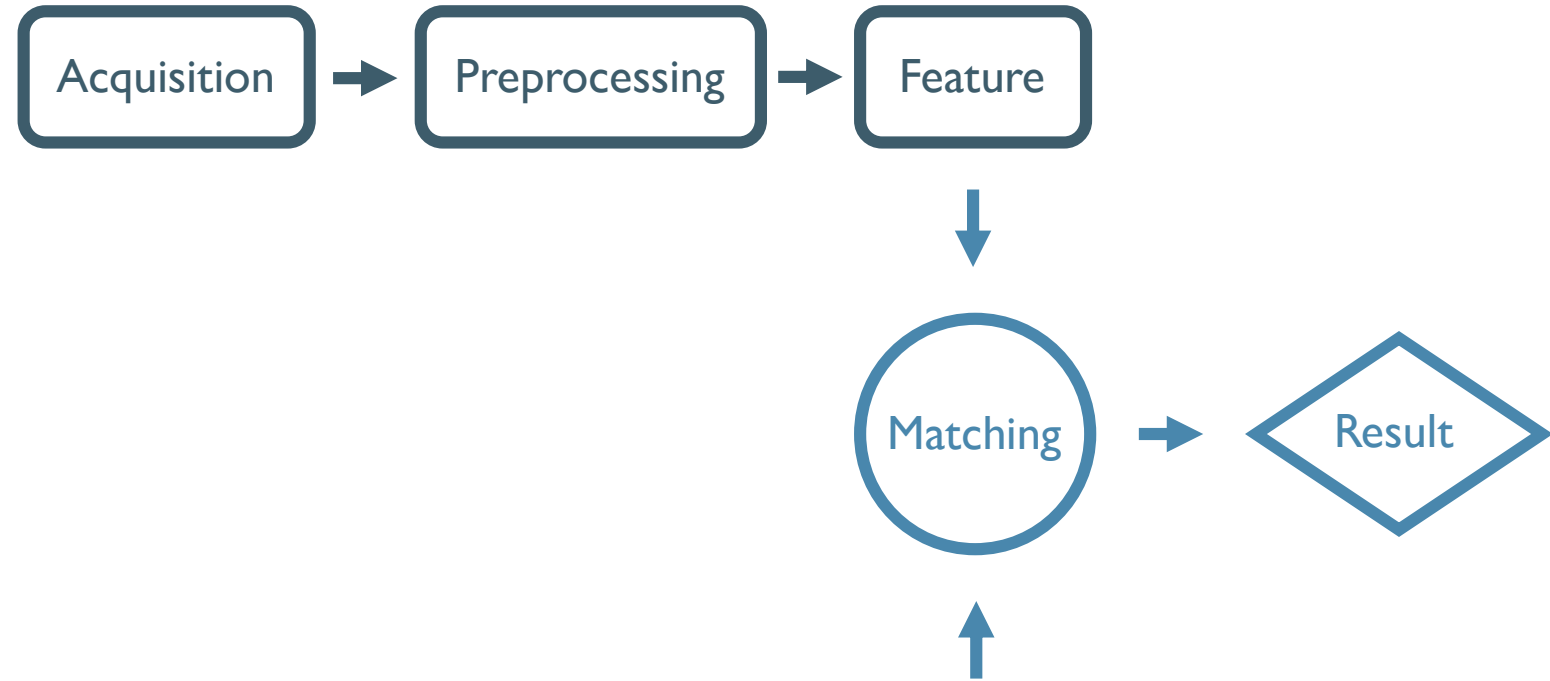 Acquisition
Preprocessing
Feature
Matching
Result